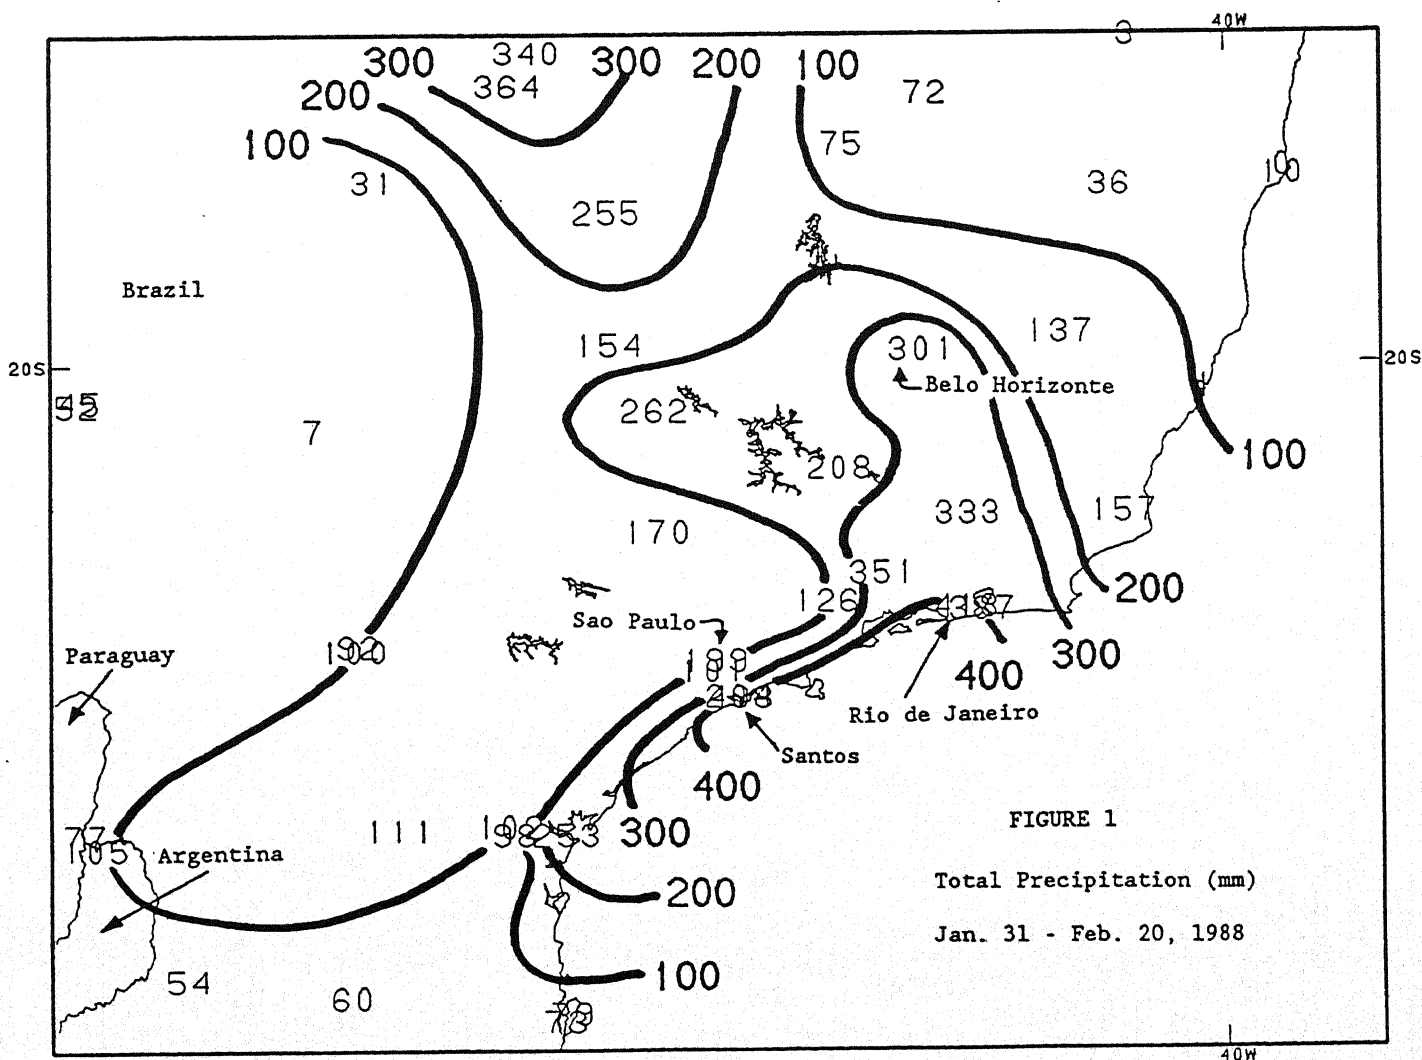 40W
3
300 340 300 200 100
364 72
200
75
100
31 36
255
Brazil
154 137
301
20S 20S
Belo Horizonte
262
7
100
208
170 333 157
351
200
126
Sao Paulo
Paraguay
300
400
Rio de Janeiro
Santos
400
FIGURE 1
77 111 300
105 Argentina
Total Precipitation (mm)
200
Jan. 31 - Feb. 20, 1988
54 100
60
40W